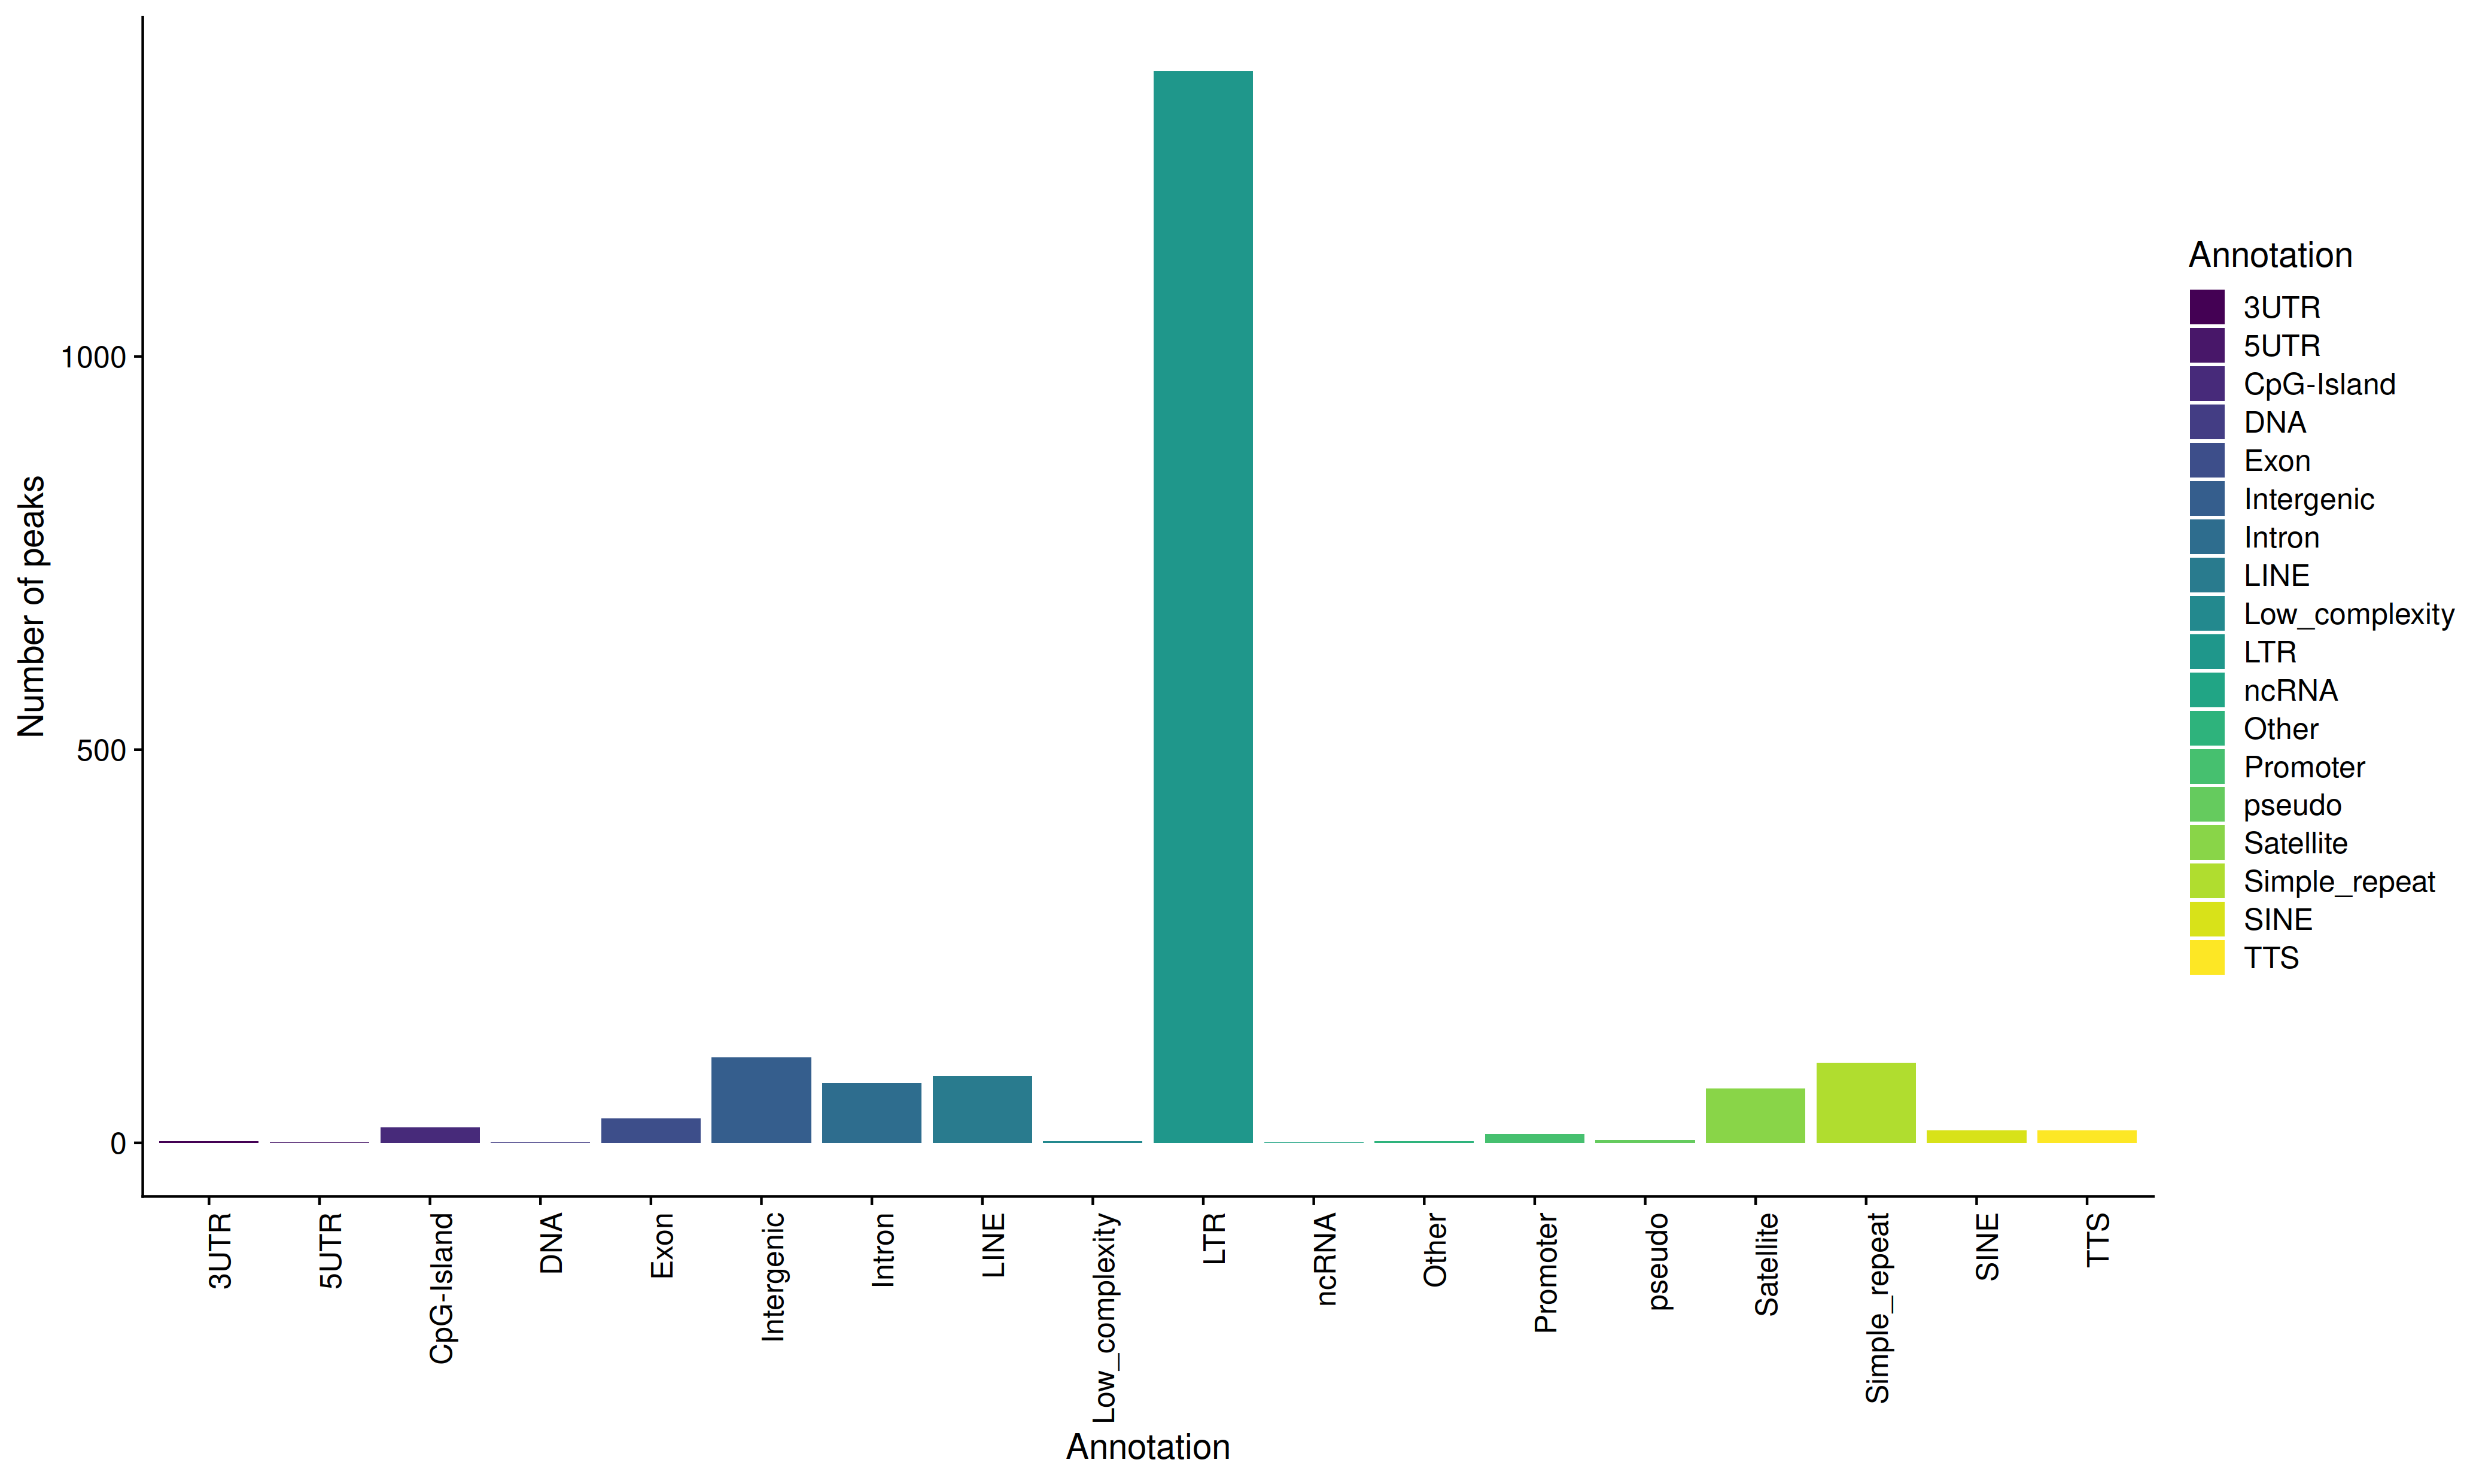 Number of peaks
1000
500
0
3UTR
5UTR
CpG-Island
DNA
Exon
Intergenic
Intron
LINE
Low_complexity
LTR
ncRNA
Other
Promoter
pseudo
Satellite
Simple_repeat
SINE
TTS
Annotation
Annotation
3UTR
5UTR
CpG-Island
DNA
Exon
Intergenic
Intron
LINE
Low_complexity
LTR
ncRNA
Other
Promoter
pseudo
Satellite
Simple_repeat
SINE
TTS